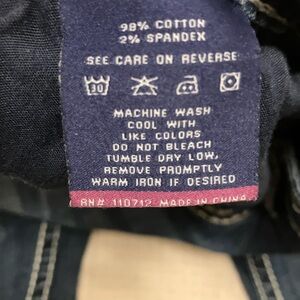 98% COTTON
2% SPANDEX
SEE CARE ON REVERSE
30
MACHINE WASH
COOL WITH
LIKE COLORS
DO NOT BLEACH
TUMBLE DRY LOW,
REMOVE PROMPTLY
WARM IRON IF DESIRED
RN# 110712 MADE IN CHINA